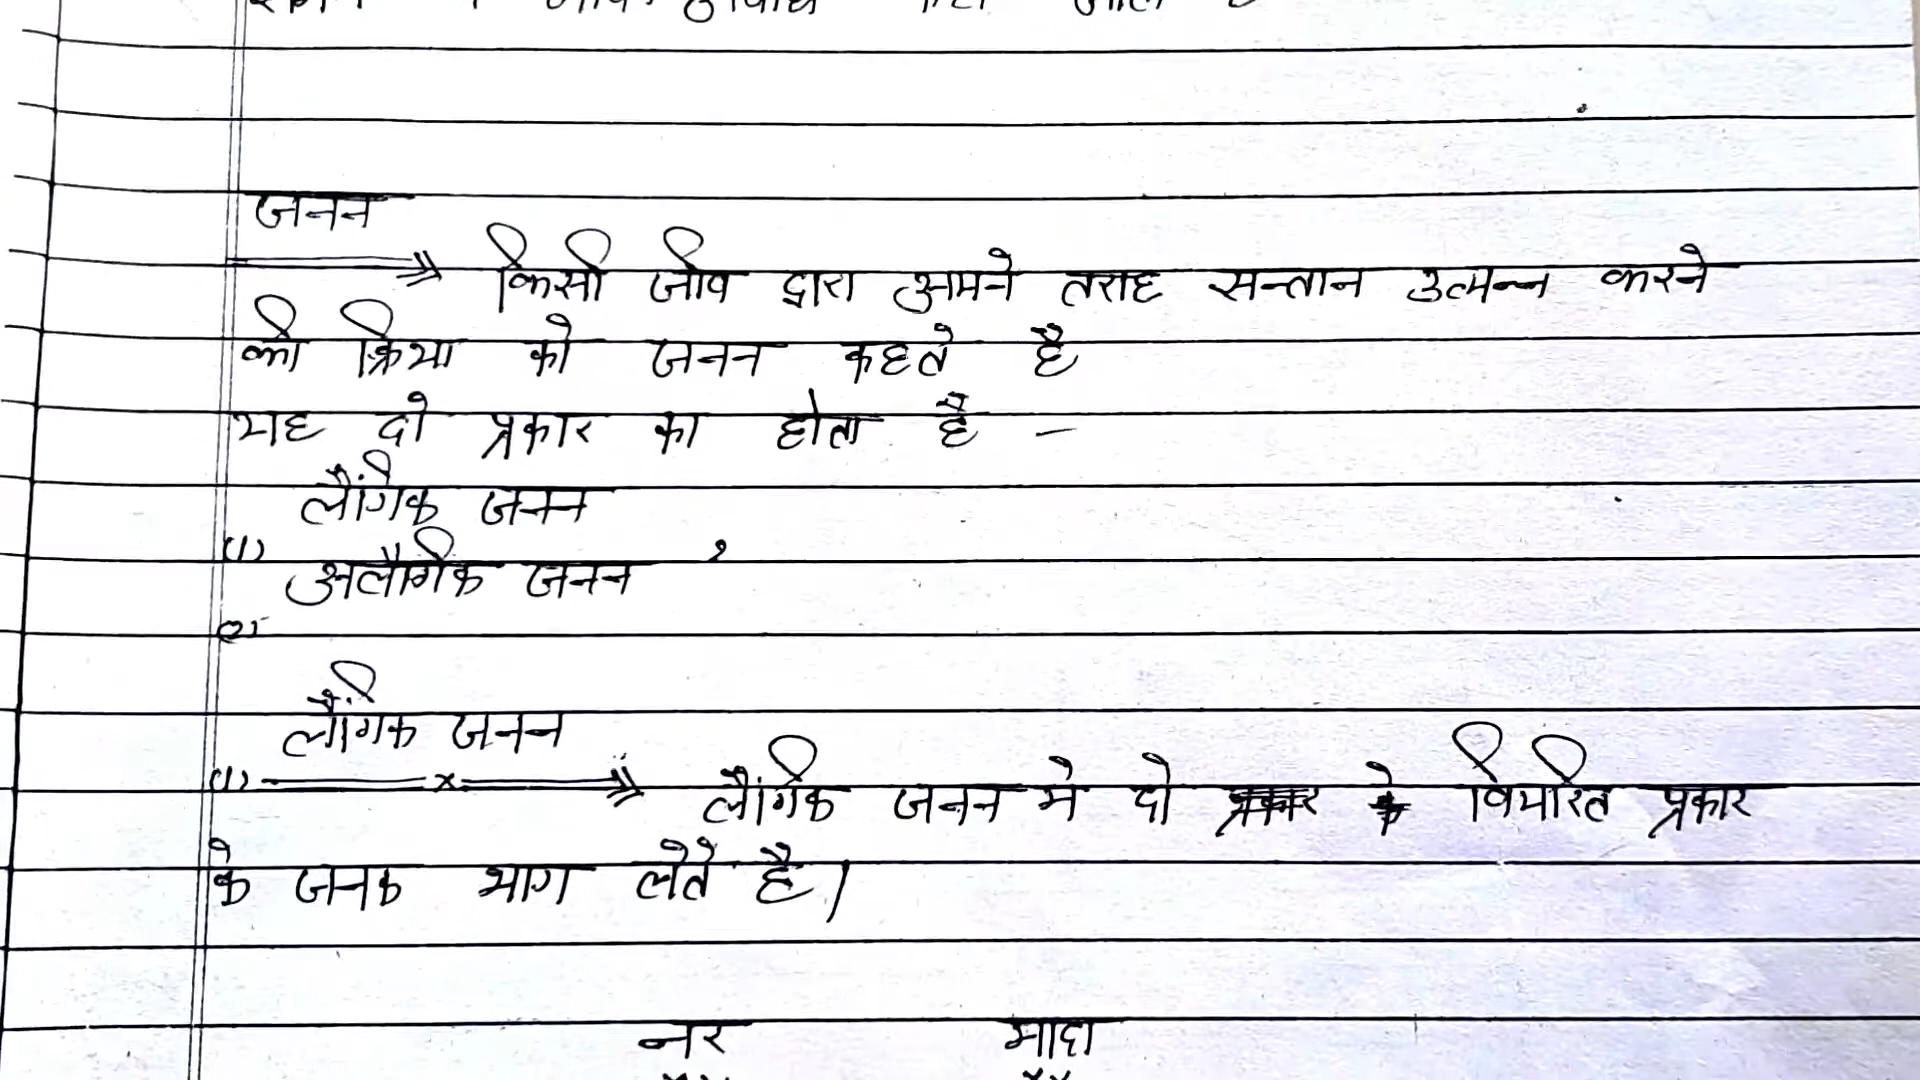 जनन
किसी जीव द्वारा अपने तराह सन्तान उत्पन्न करने
की क्रिया को जनन कहते है
यह दो प्रकार का होता है -
लैंगिक जनन
(1)
अलैगिक जनन
(2)
लैंगिक जनन
(1) लैंगिक जनन मे दो प्रकार के विपरित प्रकार
के जनक भाग लेते है।
नर मादा